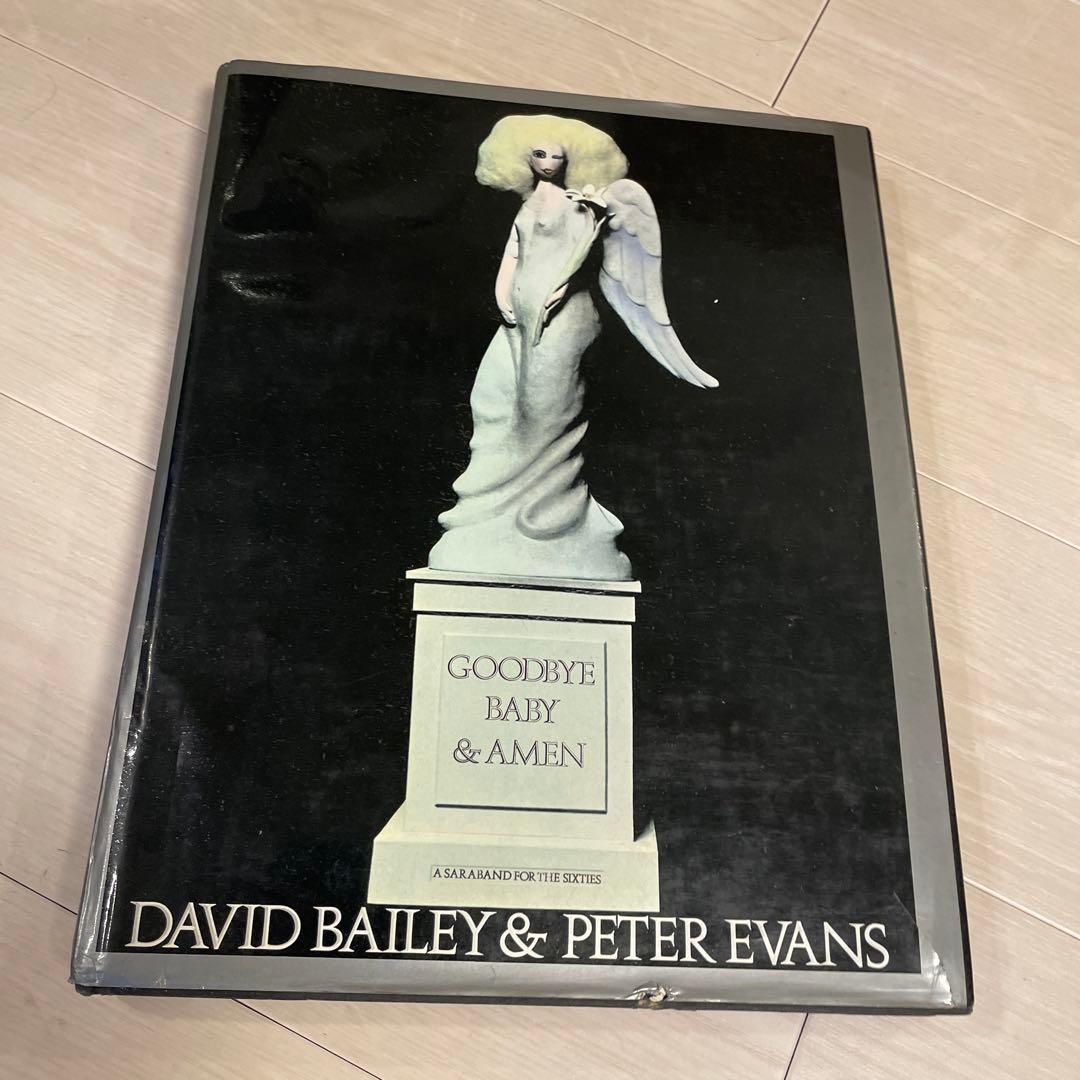 GOODBYE
BABY
& AMEN
A SARABAND FOR THE SIXTIES
DAVID BAILEY & PETER EVANS